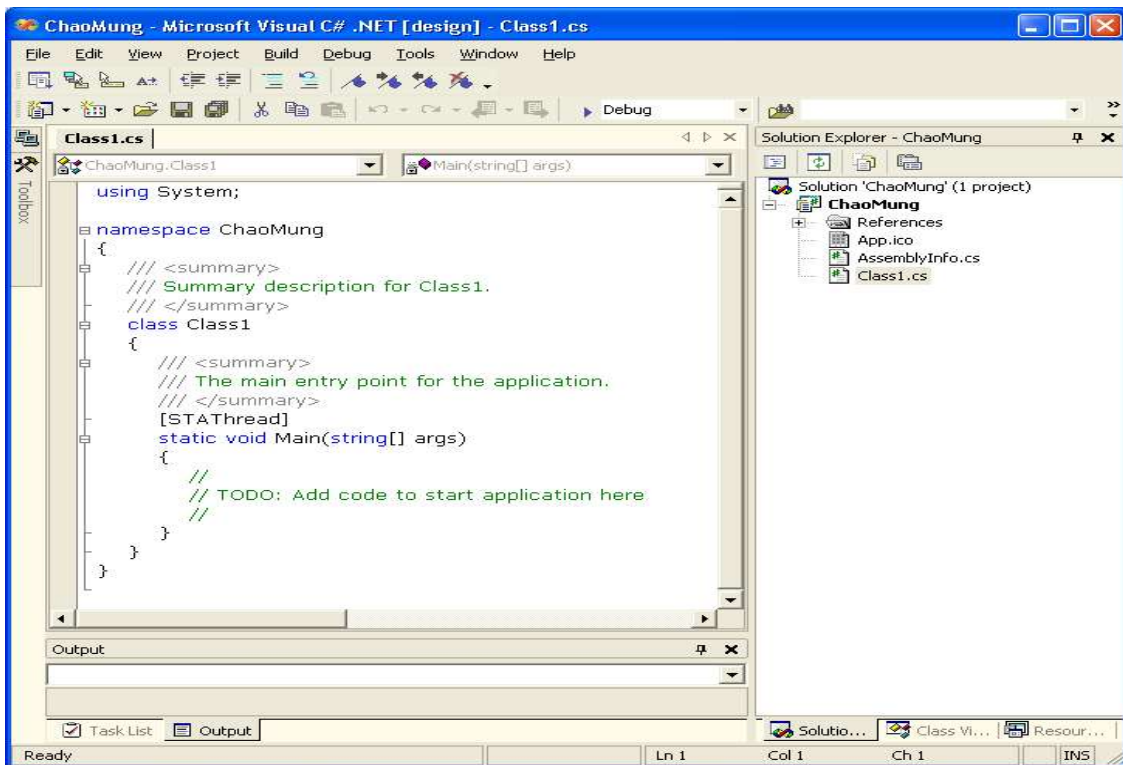 ChaoMung - Microsoft Visual C# .NET [design] - Class1.cs
File Edit View Project Build Debug Tools Window Help
Debug
Class1.cs
ChaoMung.Class1 Main(string[] args)
Toolbox
using System;
namespace ChaoMung
{
/// <summary>
/// Summary description for Class1.
/// </summary>
class Class1
{
/// <summary>
/// The main entry point for the application.
/// </summary>
[STAThread]
static void Main(string[] args)
{
//
// TODO: Add code to start application here
//
}
}
}
Output
Task List Output
Solution Explorer - ChaoMung
Solution 'ChaoMung' (1 project)
ChaoMung
References
App.ico
AssemblyInfo.cs
Class1.cs
Solutio... Class Vi... Resour...
Ready Ln 1 Col 1 Ch 1 INS